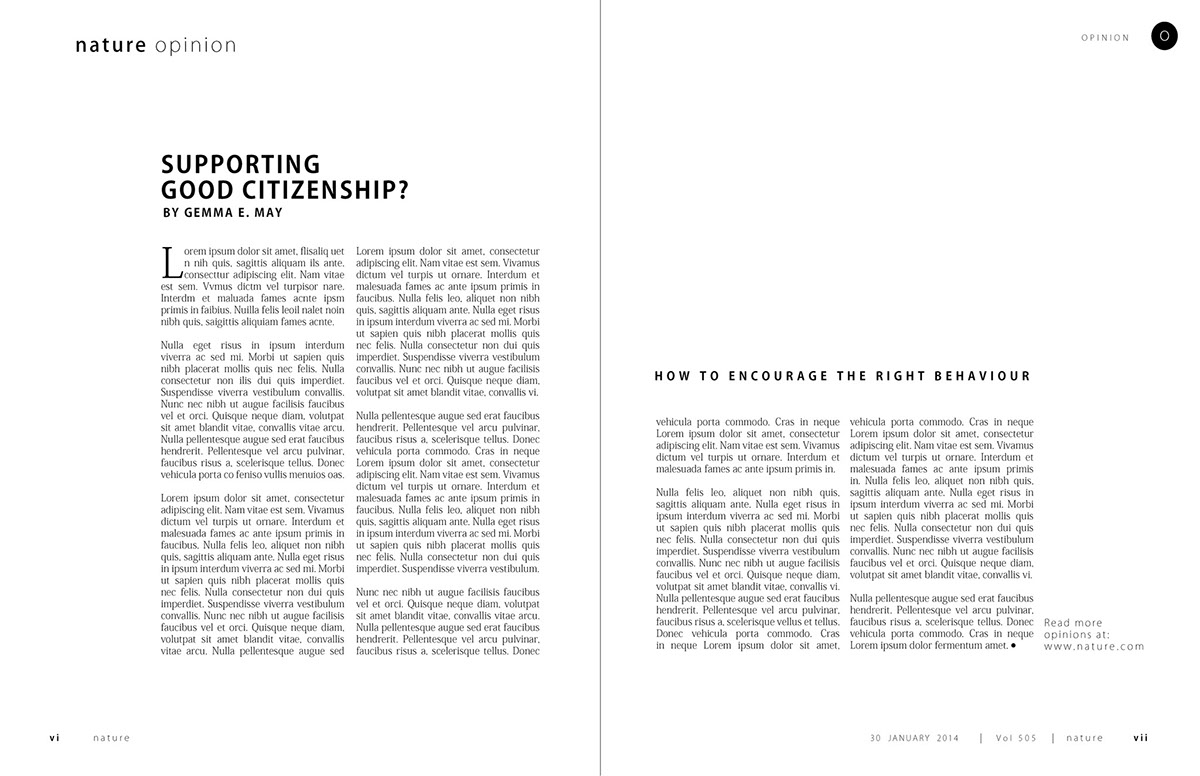 nature opinion
SUPPORTING
GOOD CITIZENSHIP?
BY GEMMA E. MAY
Lorem ipsum dolor sit amet, flisaliq uet
n nih quis, sagittis aliquam ils ante,
consecttur adipiscing elit. Nam vitae
est sem. Vvmus dictm vel turpisor nare.
Interdm et maluada fames acnte ipsm
primis in faibius. Nuilla felis leoil nalet noin
nibh quis, saigittis aliquiam fames acnte.
Nulla eget risus in ipsum interdum
viverra ac sed mi. Morbi ut sapien quis
nibh placerat mollis quis nec felis. Nulla
consectetur non ilis dui quis imperdiet.
Suspendisse viverra vestibulum convallis.
Nunc nec nibh ut augue facilisis faucibus
vel et orci. Quisque neque diam, volutpat
sit amet blandit vitae, convallis vitae arcu.
Nulla pellentesque augue sed erat faucibus
hendrerit. Pellentesque vel arcu pulvinar,
faucibus risus a, scelerisque tellus. Donec
vehicula porta co feniso vullis menuios oas.
Lorem ipsum dolor sit amet, consectetur
adipiscing elit. Nam vitae est sem. Vivamus
dictum vel turpis ut ornare. Interdum et
malesuada fames ac ante ipsum primis in
faucibus. Nulla felis leo, aliquet non nibh
quis, sagittis aliquam ante. Nulla eget risus
in ipsum interdum viverra ac sed mi. Morbi
ut sapien quis nibh placerat mollis quis
nec felis. Nulla consectetur non dui quis
imperdiet. Suspendisse viverra vestibulum
convallis. Nunc nec nibh ut augue facilisis
faucibus vel et orci. Quisque neque diam,
volutpat sit amet blandit vitae, convallis
vitae arcu. Nulla pellentesque augue sed
Lorem ipsum dolor sit amet, consectetur
adipiscing elit. Nam vitae est sem. Vivamus
dictum vel turpis ut ornare. Interdum et
malesuada fames ac ante ipsum primis in
faucibus. Nulla felis leo, aliquet non nibh
quis, sagittis aliquam ante. Nulla eget risus
in ipsum interdum viverra ac sed mi. Morbi
ut sapien quis nibh placerat mollis quis
nec felis. Nulla consectetur non dui quis
imperdiet. Suspendisse viverra vestibulum
convallis. Nunc nec nibh ut augue facilisis
faucibus vel et orci. Quisque neque diam,
volutpat sit amet blandit vitae, convallis vi.
Nulla pellentesque augue sed erat faucibus
hendrerit. Pellentesque vel arcu pulvinar,
faucibus risus a, scelerisque tellus. Donec
vehicula porta commodo. Cras in neque
Lorem ipsum dolor sit amet, consectetur
adipiscing elit. Nam vitae est sem. Vivamus
dictum vel turpis ut ornare. Interdum et
malesuada fames ac ante ipsum primis in
faucibus. Nulla felis leo, aliquet non nibh
quis, sagittis aliquam ante. Nulla eget risus
in ipsum interdum viverra ac sed mi. Morbi
ut sapien quis nibh placerat mollis quis
nec felis. Nulla consectetur non dui quis
imperdiet. Suspendisse viverra vestibulum.
Nunc nec nibh ut augue facilisis faucibus
vel et orci. Quisque neque diam, volutpat
sit amet blandit vitae, convallis vitae arcu.
Nulla pellentesque augue sed erat faucibus
hendrerit. Pellentesque vel arcu pulvinar,
faucibus risus a, scelerisque tellus. Donec
vi nature
OPINION O
HOW TO ENCOURAGE THE RIGHT BEHAVIOUR
vehicula porta commodo. Cras in neque
Lorem ipsum dolor sit amet, consectetur
adipiscing elit. Nam vitae est sem. Vivamus
dictum vel turpis ut ornare. Interdum et
malesuada fames ac ante ipsum primis in.
Nulla felis leo, aliquet non nibh quis,
sagittis aliquam ante. Nulla eget risus in
ipsum interdum viverra ac sed mi. Morbi
ut sapien quis nibh placerat mollis quis
nec felis. Nulla consectetur non dui quis
imperdiet. Suspendisse viverra vestibulum
convallis. Nunc nec nibh ut augue facilisis
faucibus vel et orci. Quisque neque diam,
volutpat sit amet blandit vitae, convallis vi.
Nulla pellentesque augue sed erat faucibus
hendrerit. Pellentesque vel arcu pulvinar,
faucibus risus a, scelerisque vellus et tellus.
Donec vehicula porta commodo. Cras
in neque Lorem ipsum dolor sit amet,
vehicula porta commodo. Cras in neque
Lorem ipsum dolor sit amet, consectetur
adipiscing elit. Nam vitae est sem. Vivamus
dictum vel turpis ut ornare. Interdum et
malesuada fames ac ante ipsum primis
in. Nulla felis leo, aliquet non nibh quis,
sagittis aliquam ante. Nulla eget risus in
ipsum interdum viverra ac sed mi. Morbi
ut sapien quis nibh placerat mollis quis
nec felis. Nulla consectetur non dui quis
imperdiet. Suspendisse viverra vestibulum
convallis. Nunc nec nibh ut augue facilisis
faucibus vel et orci. Quisque neque diam,
volutpat sit amet blandit vitae, convallis vi.
Nulla pellentesque augue sed erat faucibus
hendrerit. Pellentesque vel arcu pulvinar,
faucibus risus a, scelerisque tellus. Donec
vehicula porta commodo. Cras in neque
Lorem ipsum dolor fermentum amet. ●
Read more
opinions at:
www.nature.com
30 JANUARY 2014 | Vol 505 | nature vii